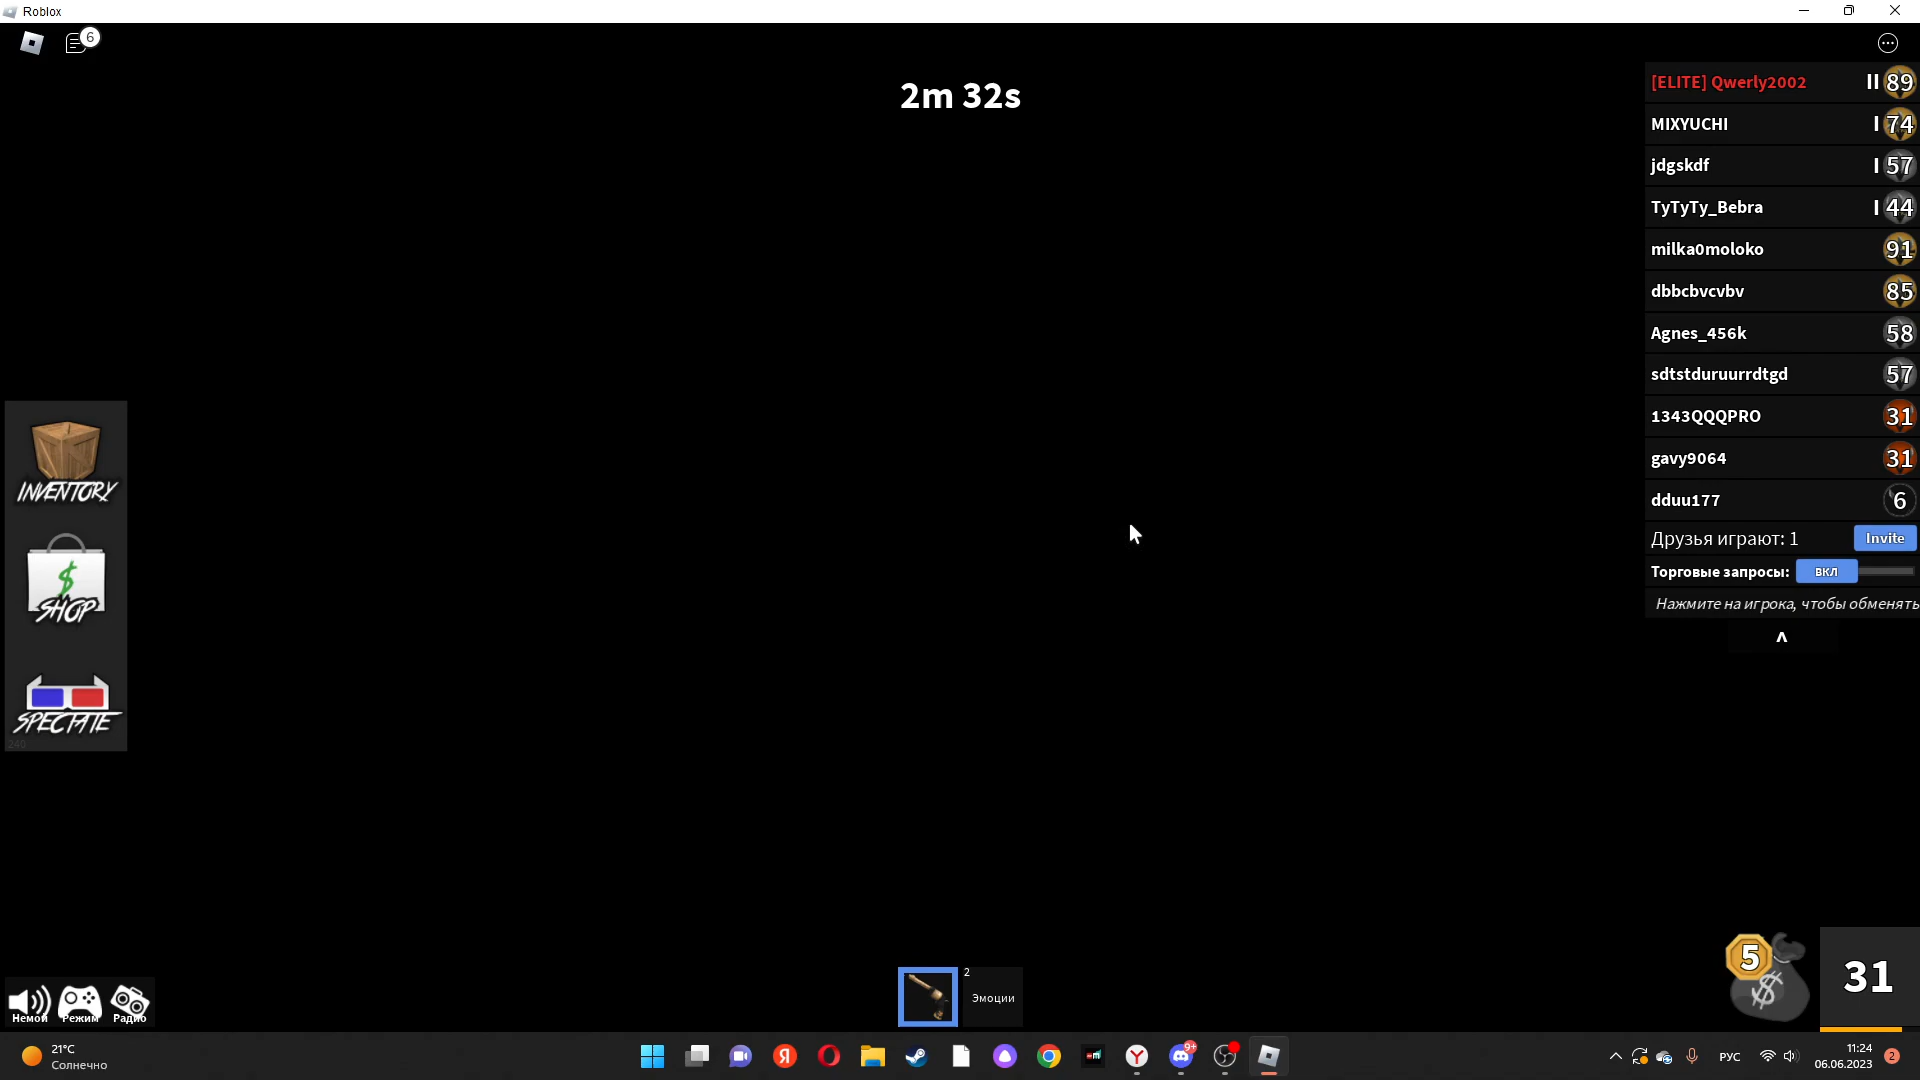 Roblox
6
2m 32s
[ELITE] Qwerly2002 II 89
MIXYUCHI I 74
jdgskdf I 57
TyTyTy_Bebra I 44
milka0moloko 91
dbbcbvcvbv 85
Agnes_456k 58
sdtstduruurrdtgd 57
1343QQQPRO 31
gavy9064 31
dduu177 6
Друзья играют: 1 Invite
Торговые запросы: вкл
Нажмите на игрока, чтобы обменять
^
INVENTORY
$
SHOP
SPECTATE
240
5
$
31
2
Эмоции
Немой Режим Радио
21°C
Солнечно
Я
Y
9+
РУС
11:24
06.06.2023
2